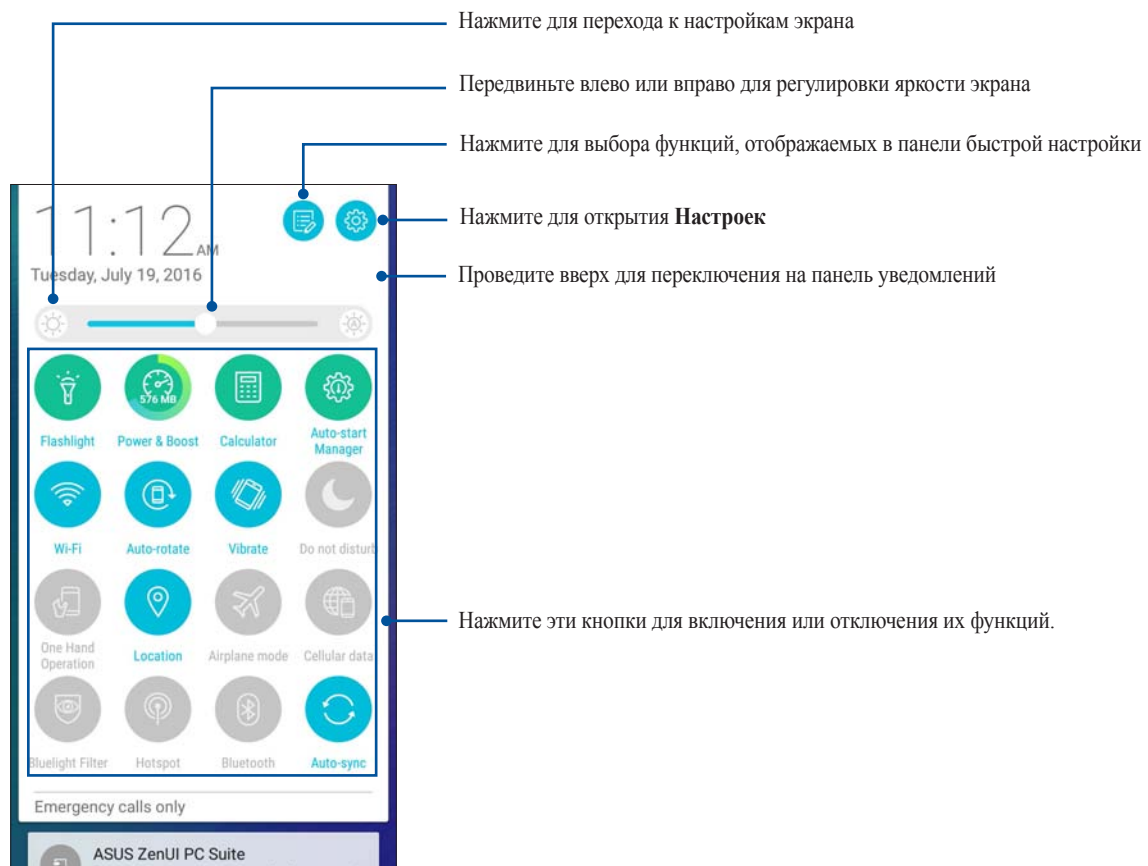 Нажмите для перехода к настройкам экрана
Передвиньте влево или вправо для регулировки яркости экрана
Нажмите для выбора функций, отображаемых в панели быстрой настройки
Нажмите для открытия Настроек
Проведите вверх для переключения на панель уведомлений
Нажмите эти кнопки для включения или отключения их функций.
11:12 AM
Tuesday, July 19, 2016
576 MB
Flashlight Power & Boost Calculator Auto-start
Manager
Wi-Fi Auto-rotate Vibrate Do not disturb
One Hand
Operation Location Airplane mode Cellular data
Bluelight Filter Hotspot Bluetooth Auto-sync
Emergency calls only
ASUS ZenUI PC Suite